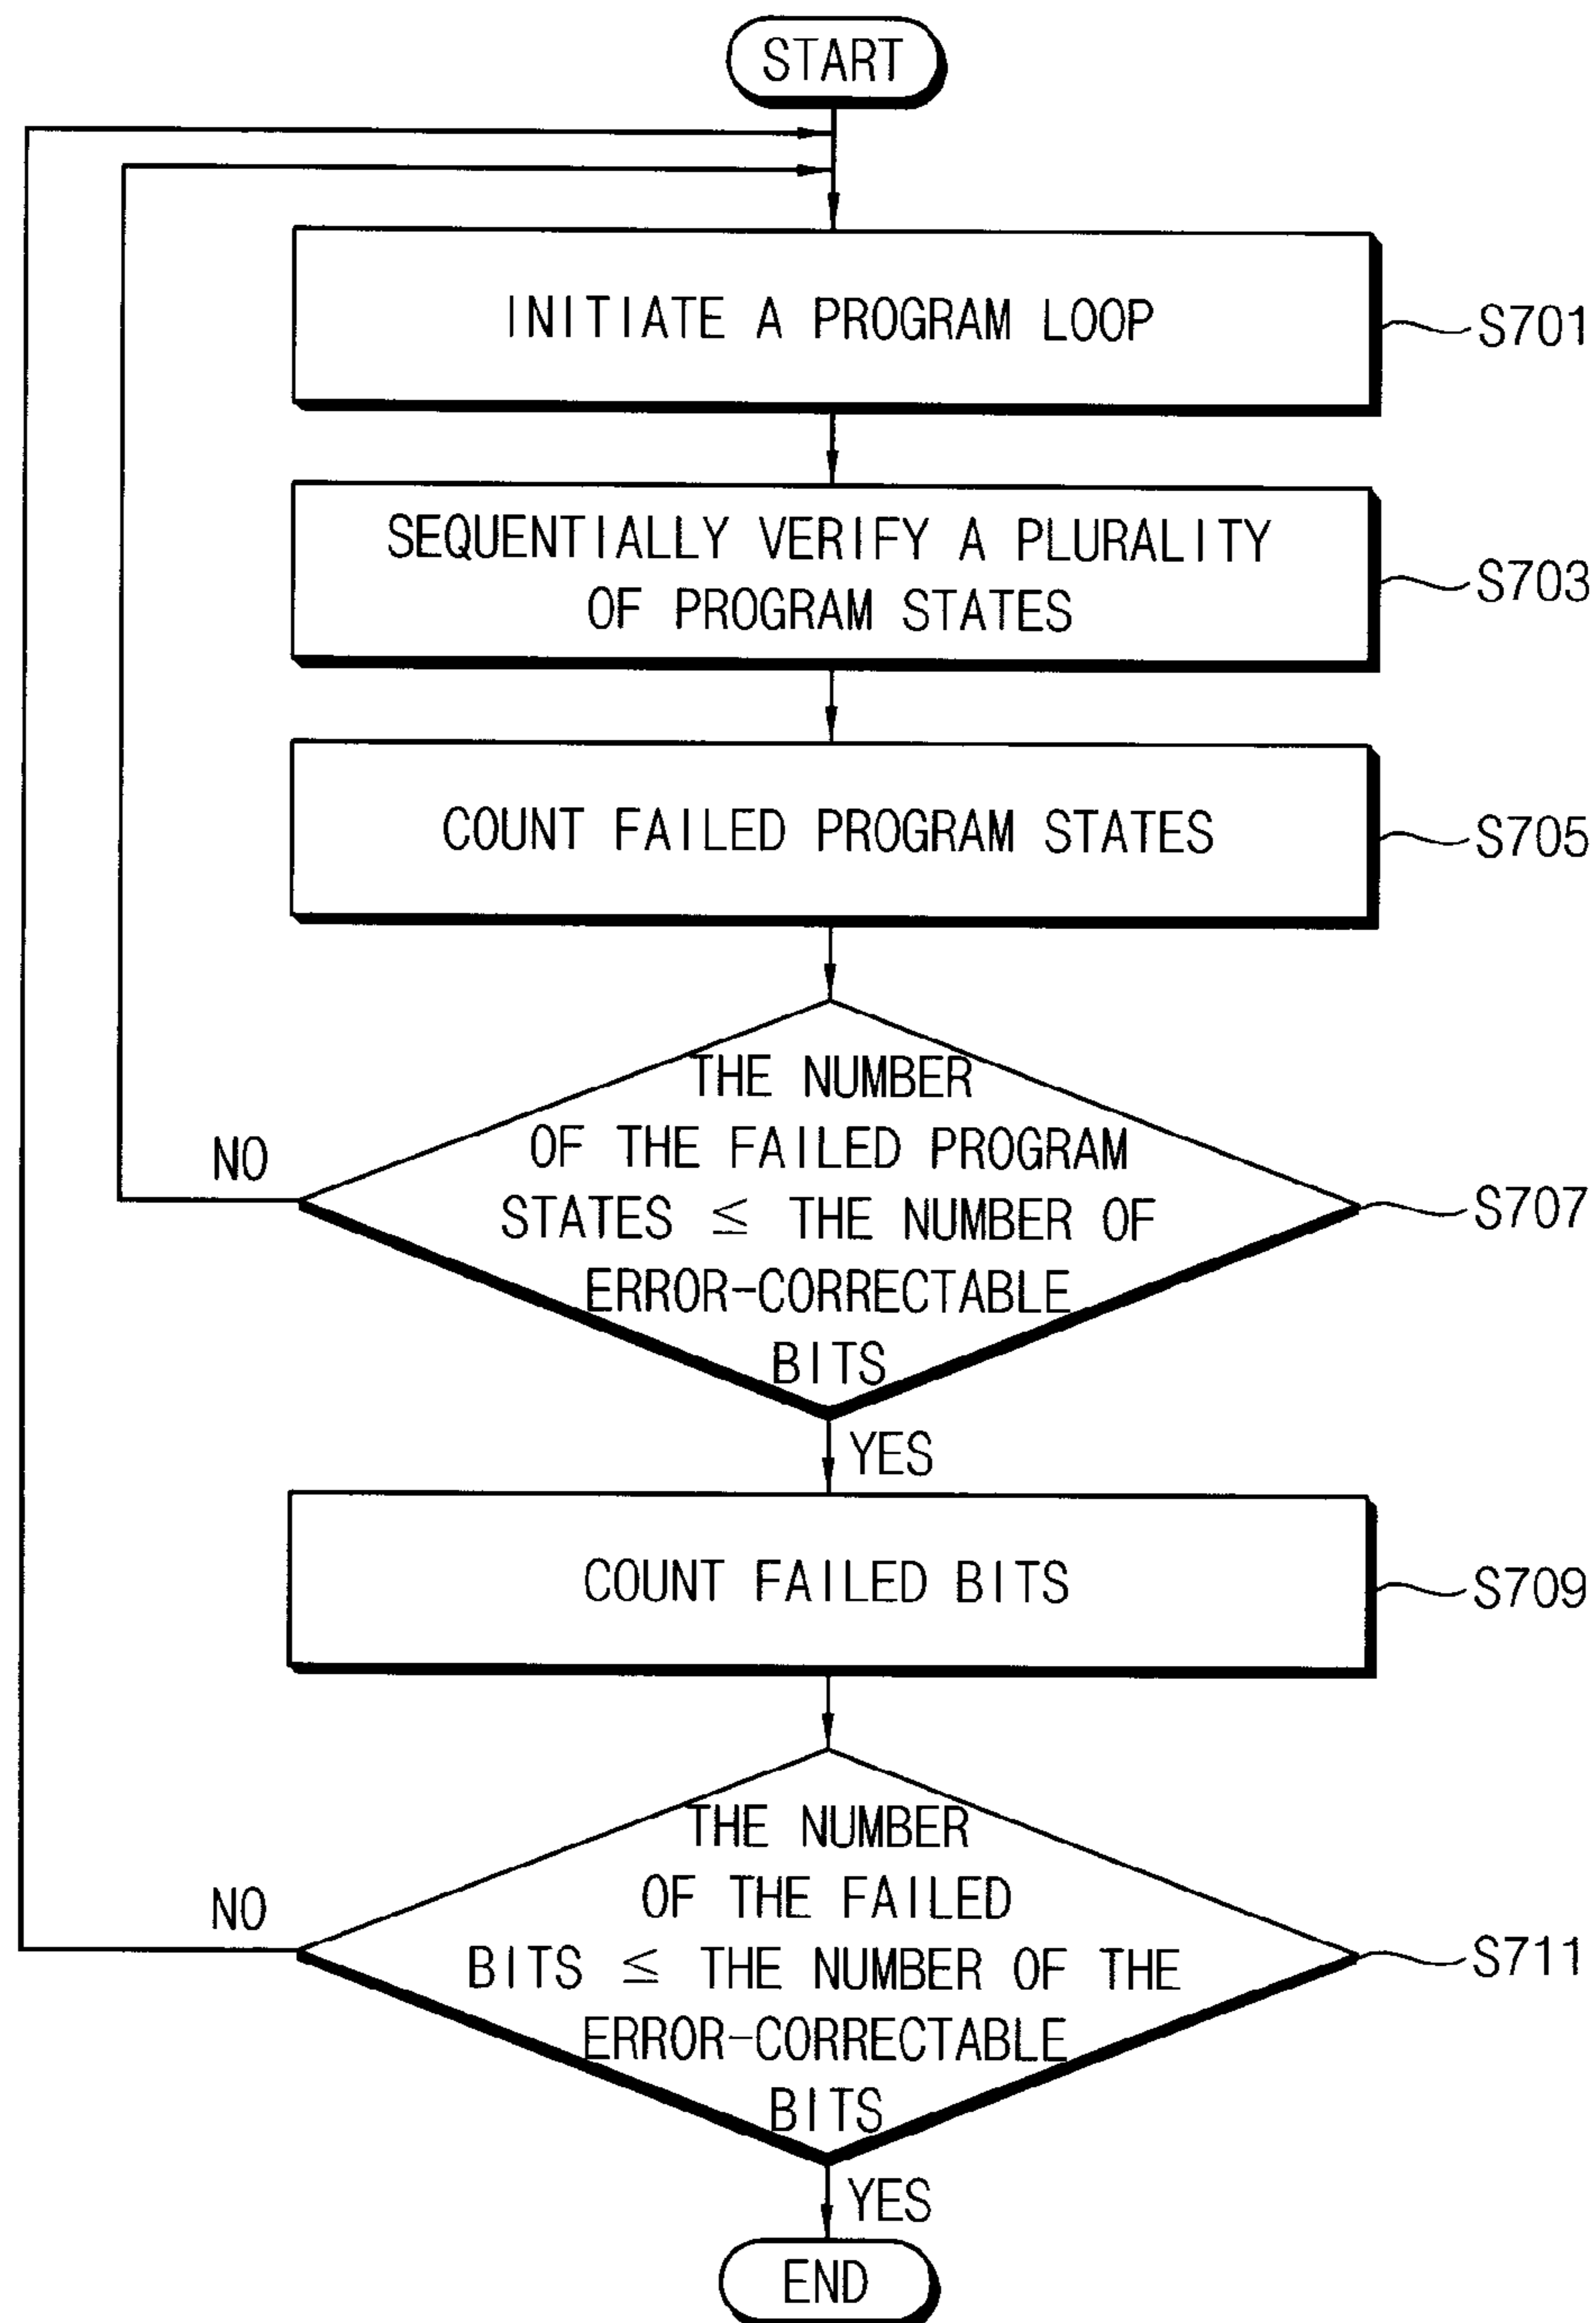 START
INITIATE A PROGRAM LOOP
S701
SEQUENTIALLY VERIFY A PLURALITY
OF PROGRAM STATES
S703
COUNT FAILED PROGRAM STATES
S705
THE NUMBER
OF THE FAILED PROGRAM
STATES ≤ THE NUMBER OF
ERROR-CORRECTABLE
BITS
NO
S707
YES
COUNT FAILED BITS
S709
THE NUMBER
OF THE FAILED
BITS ≤ THE NUMBER OF THE
ERROR-CORRECTABLE
BITS
NO
S711
YES
END